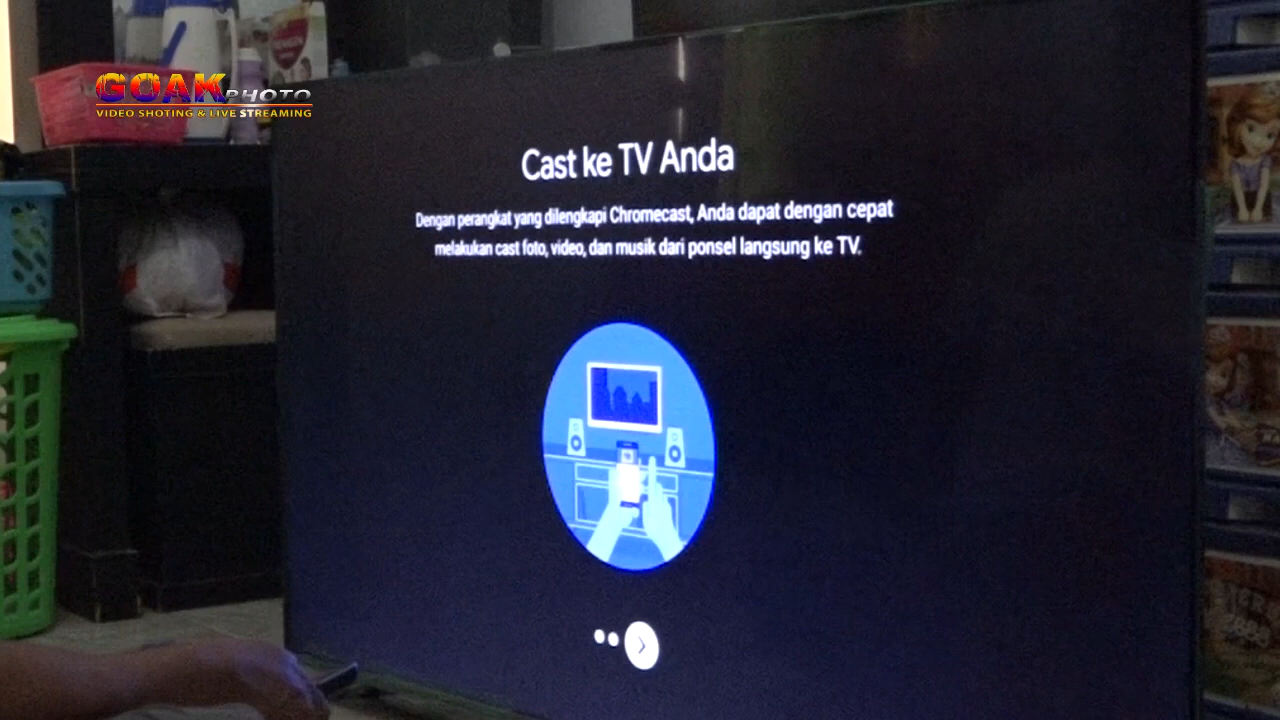 GOAK PHOTO
VIDEO SHOTING & LIVE STREAMING
Cast ke TV Anda
Dengan perangkat yang dilengkapi Chromecast, Anda dapat dengan cepat
melakukan cast foto, video, dan musik dari ponsel langsung ke TV.